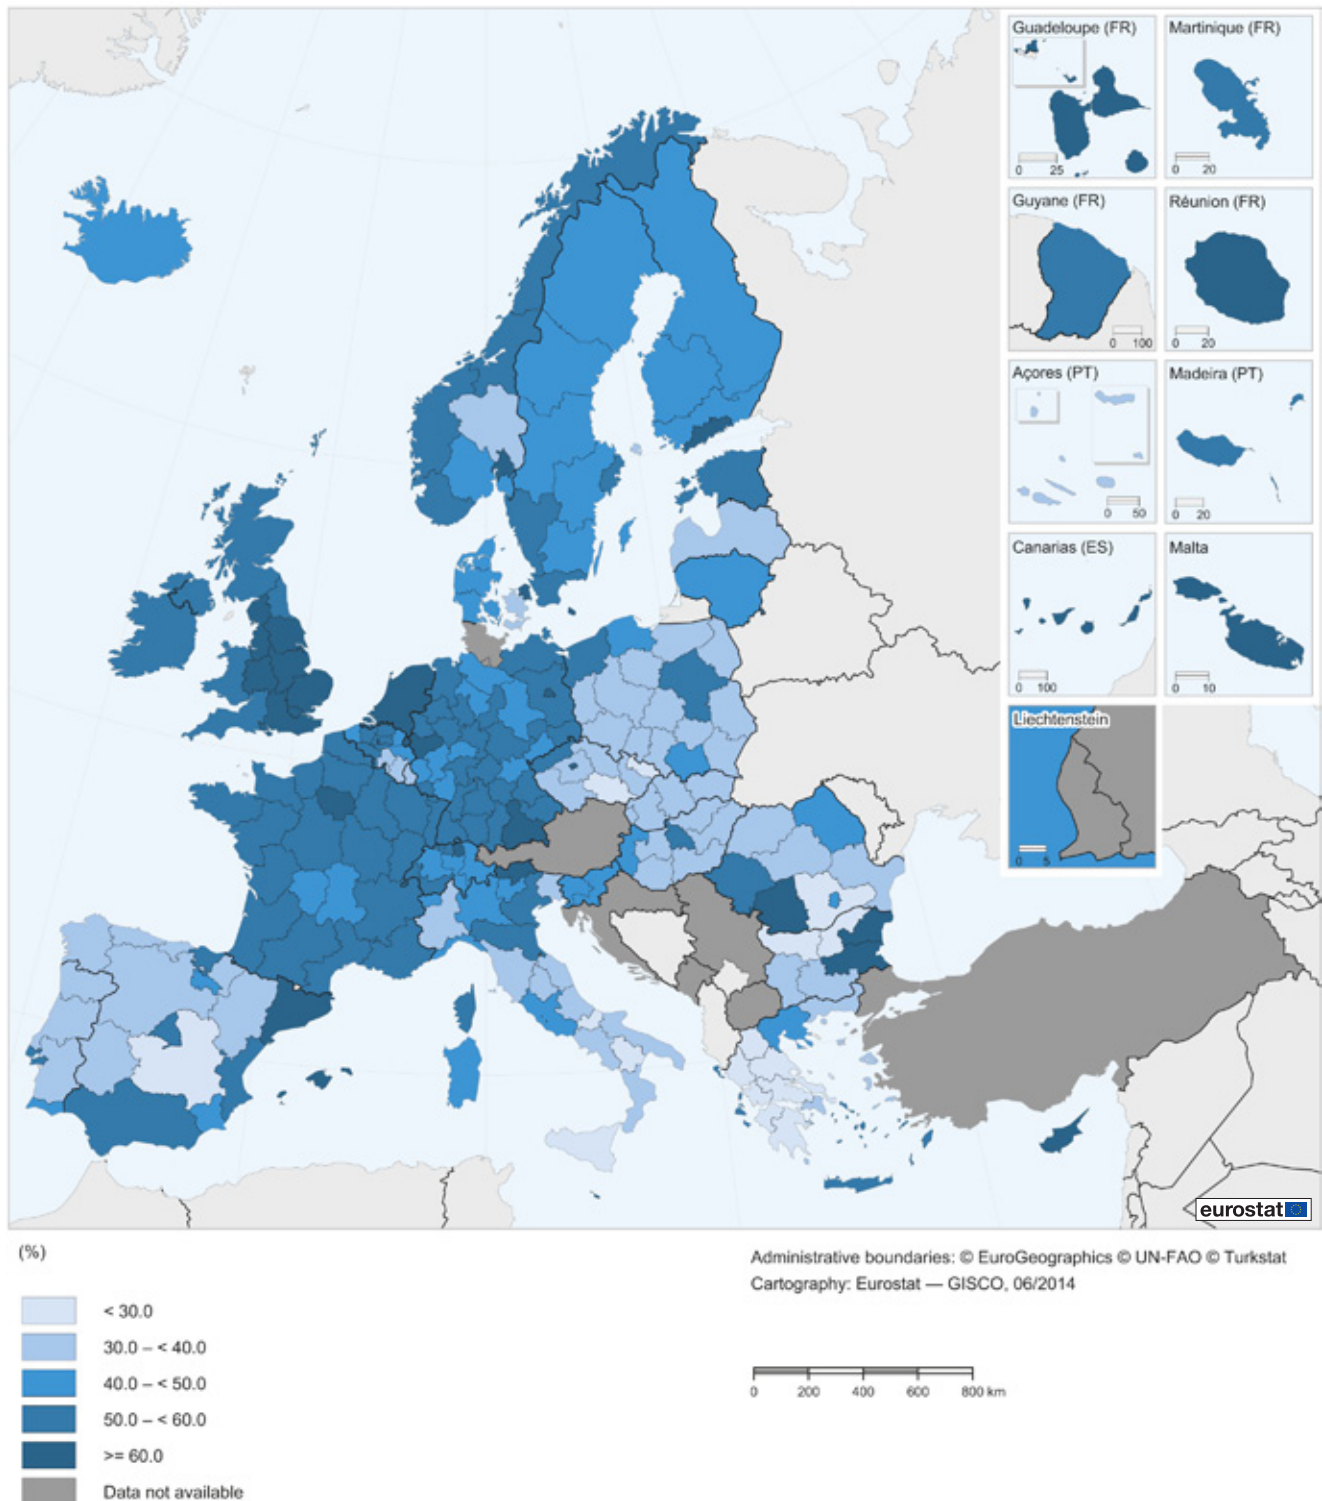 Guadeloupe (FR)
0 25
Martinique (FR)
0 20
Guyane (FR)
0 100
Réunion (FR)
0 20
Açores (PT)
0 50
Madeira (PT)
0 20
Canarias (ES)
0 100
Malta
0 10
Liechtenstein
0 5
eurostat
(%)
< 30.0
30.0 – < 40.0
40.0 – < 50.0
50.0 – < 60.0
>= 60.0
Data not available
Administrative boundaries: © EuroGeographics © UN-FAO © Turkstat
Cartography: Eurostat — GISCO, 06/2014
0 200 400 600 800 km